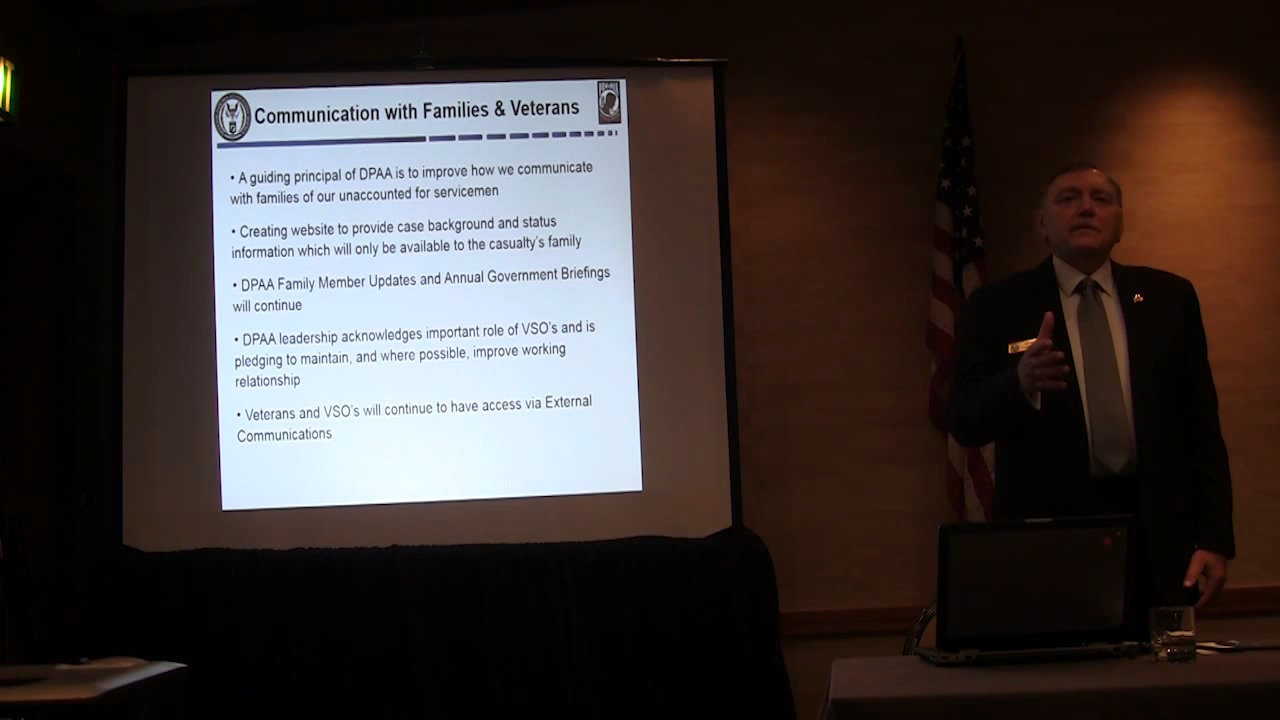 Communication with Families & Veterans
• A guiding principal of DPAA is to improve how we communicate
with families of our unaccounted for servicemen
• Creating website to provide case background and status
information which will only be available to the casualty's family
• DPAA Family Member Updates and Annual Government Briefings
will continue
• DPAA leadership acknowledges important role of VSO's and is
pledging to maintain, and where possible, improve working
relationship
• Veterans and VSO's will continue to have access via External
Communications